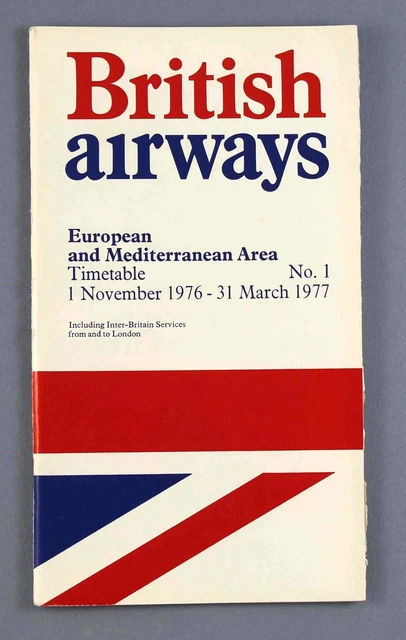 British
airways
European
and Mediterranean Area
Timetable No. 1
1 November 1976 - 31 March 1977
Including Inter-Britain Services
from and to London